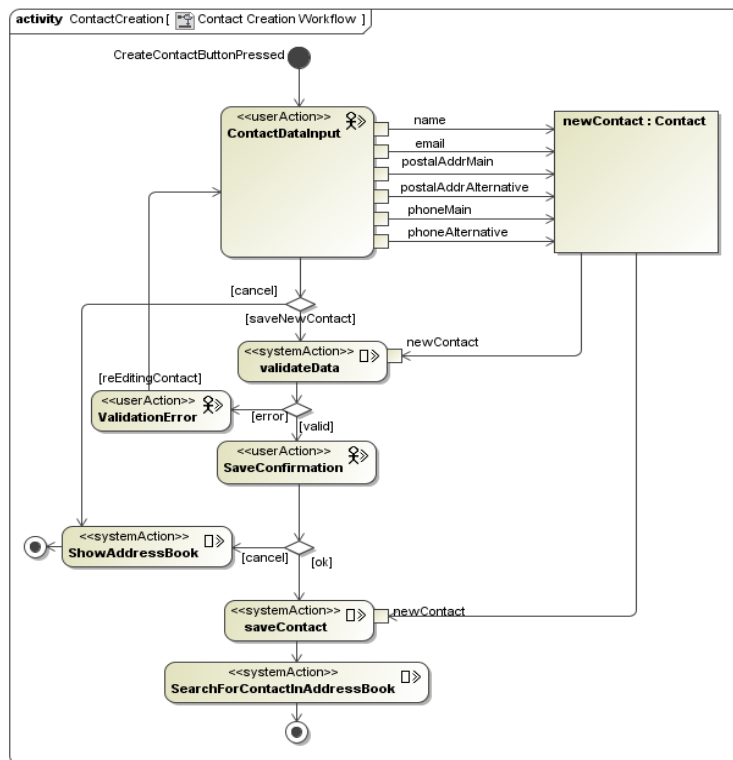 activity ContactCreation [ Contact Creation Workflow ]
CreateContactButtonPressed
<<userAction>>
ContactDataInput
name
email
postalAddrMain
postalAddrAlternative
phoneMain
phoneAlternative
newContact : Contact
[cancel]
[saveNewContact]
<<systemAction>>
validateData
newContact
[reEditingContact]
<<userAction>>
ValidationError
[error]
[valid]
<<userAction>>
SaveConfirmation
<<systemAction>>
ShowAddressBook
[cancel]
[ok]
<<systemAction>>
saveContact
newContact
<<systemAction>>
SearchForContactInAddressBook